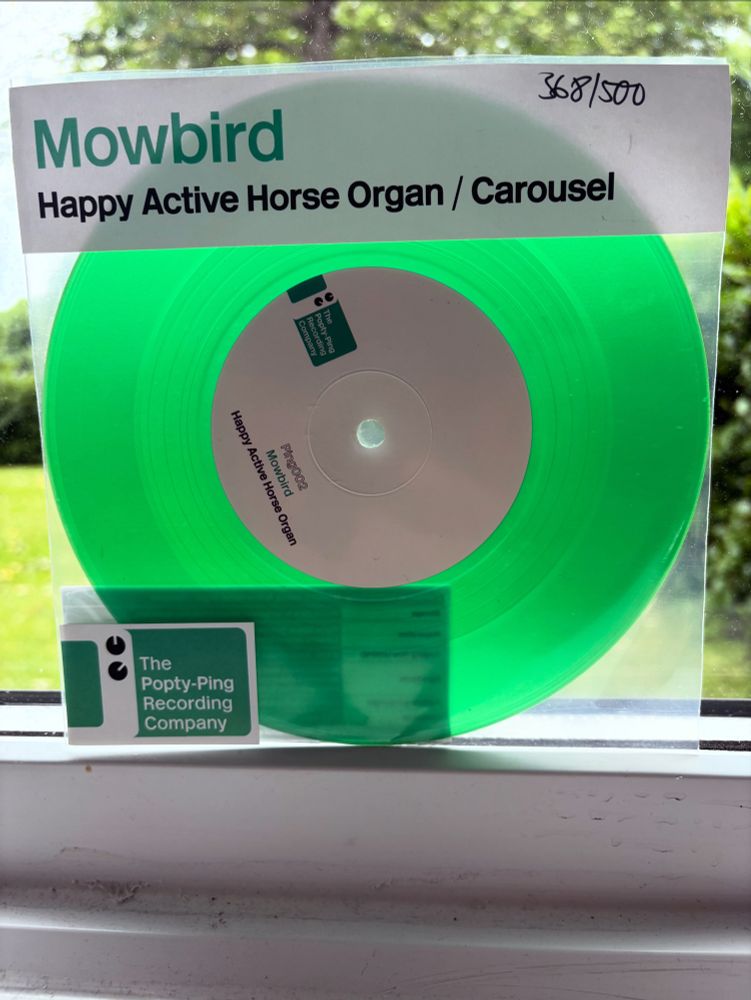 368/500
Mowbird
Happy Active Horse Organ / Carousel
The
Popty-Ping
Recording
Company
Ping002
Mowbird
Happy Active Horse Organ
The
Popty-Ping
Recording
Company